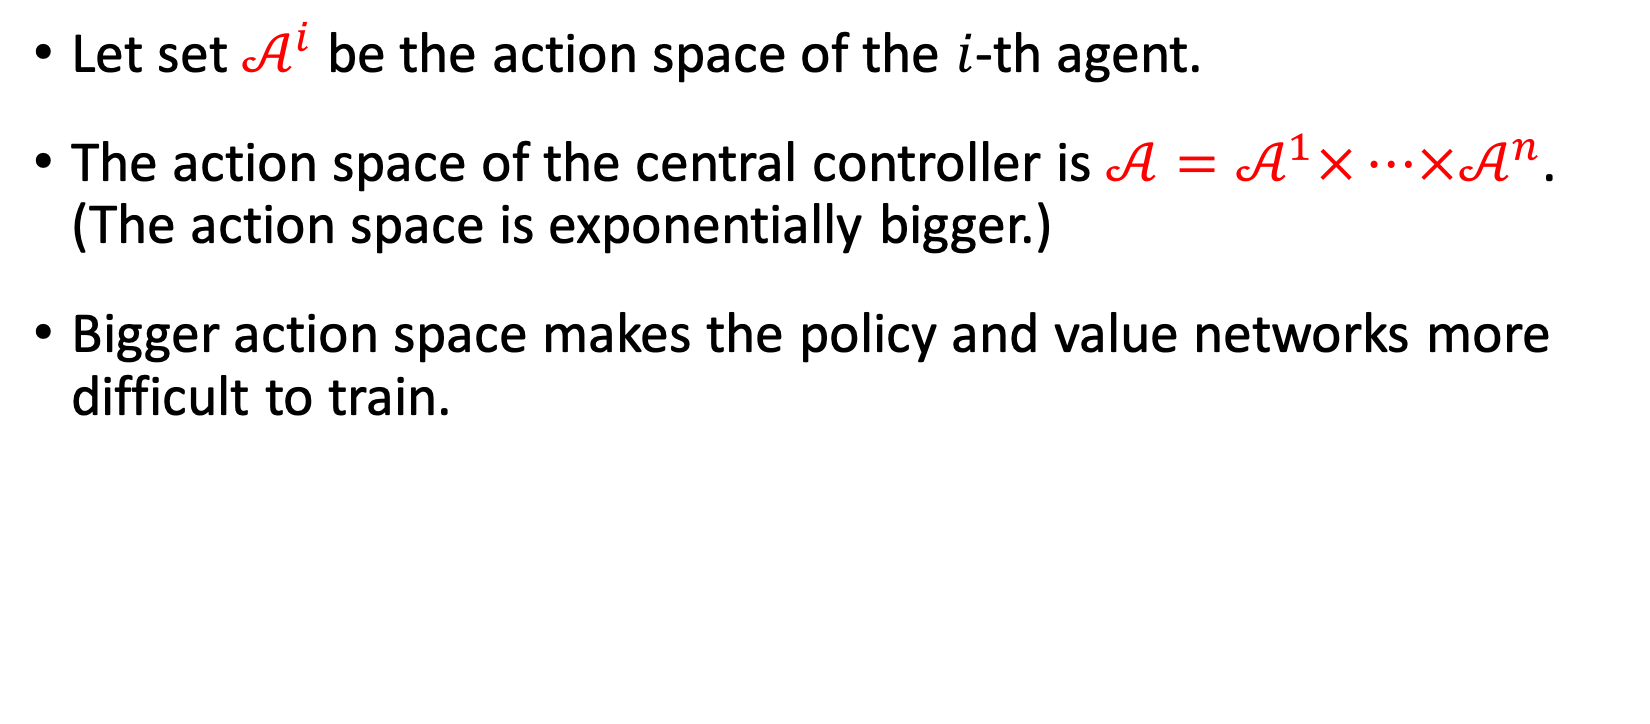 • Let set 𝒜ⁱ be the action space of the i-th agent.
• The action space of the central controller is 𝒜 = 𝒜¹× ⋯×𝒜ⁿ.
(The action space is exponentially bigger.)
• Bigger action space makes the policy and value networks more
difficult to train.